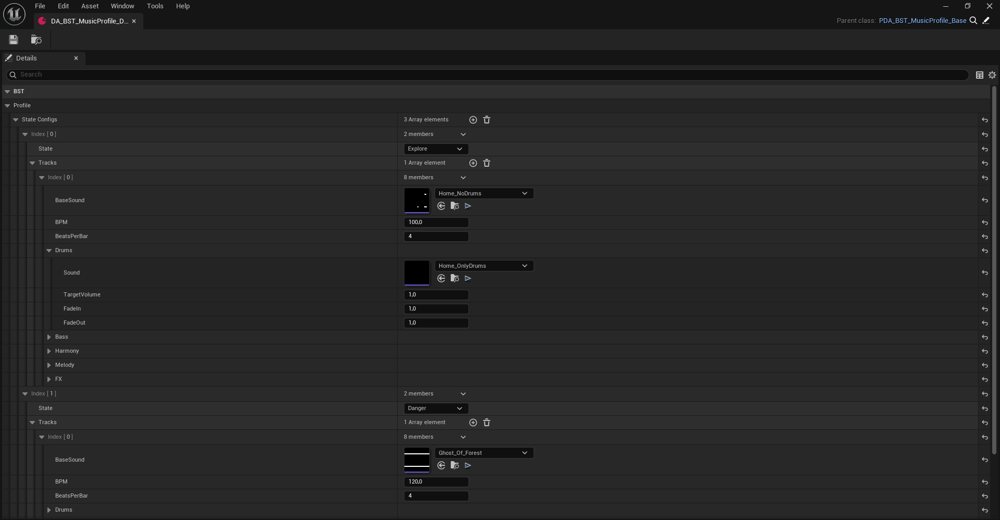 File Edit Asset Window Tools Help
DA_BST_MusicProfile_D...
Parent class: PDA_BST_MusicProfile_Base
Details
Search
BST
Profile
State Configs 3 Array elements
Index [ 0 ] 2 members
State Explore
Tracks 1 Array element
Index [ 0 ] 8 members
BaseSound Home_NoDrums
BPM 100,0
BeatsPerBar 4
Drums
Sound Home_OnlyDrums
TargetVolume 1,0
FadeIn 1,0
FadeOut 1,0
Bass
Harmony
Melody
FX
Index [ 1 ] 2 members
State Danger
Tracks 1 Array element
Index [ 0 ] 8 members
BaseSound Ghost_Of_Forest
BPM 120,0
BeatsPerBar 4
Drums